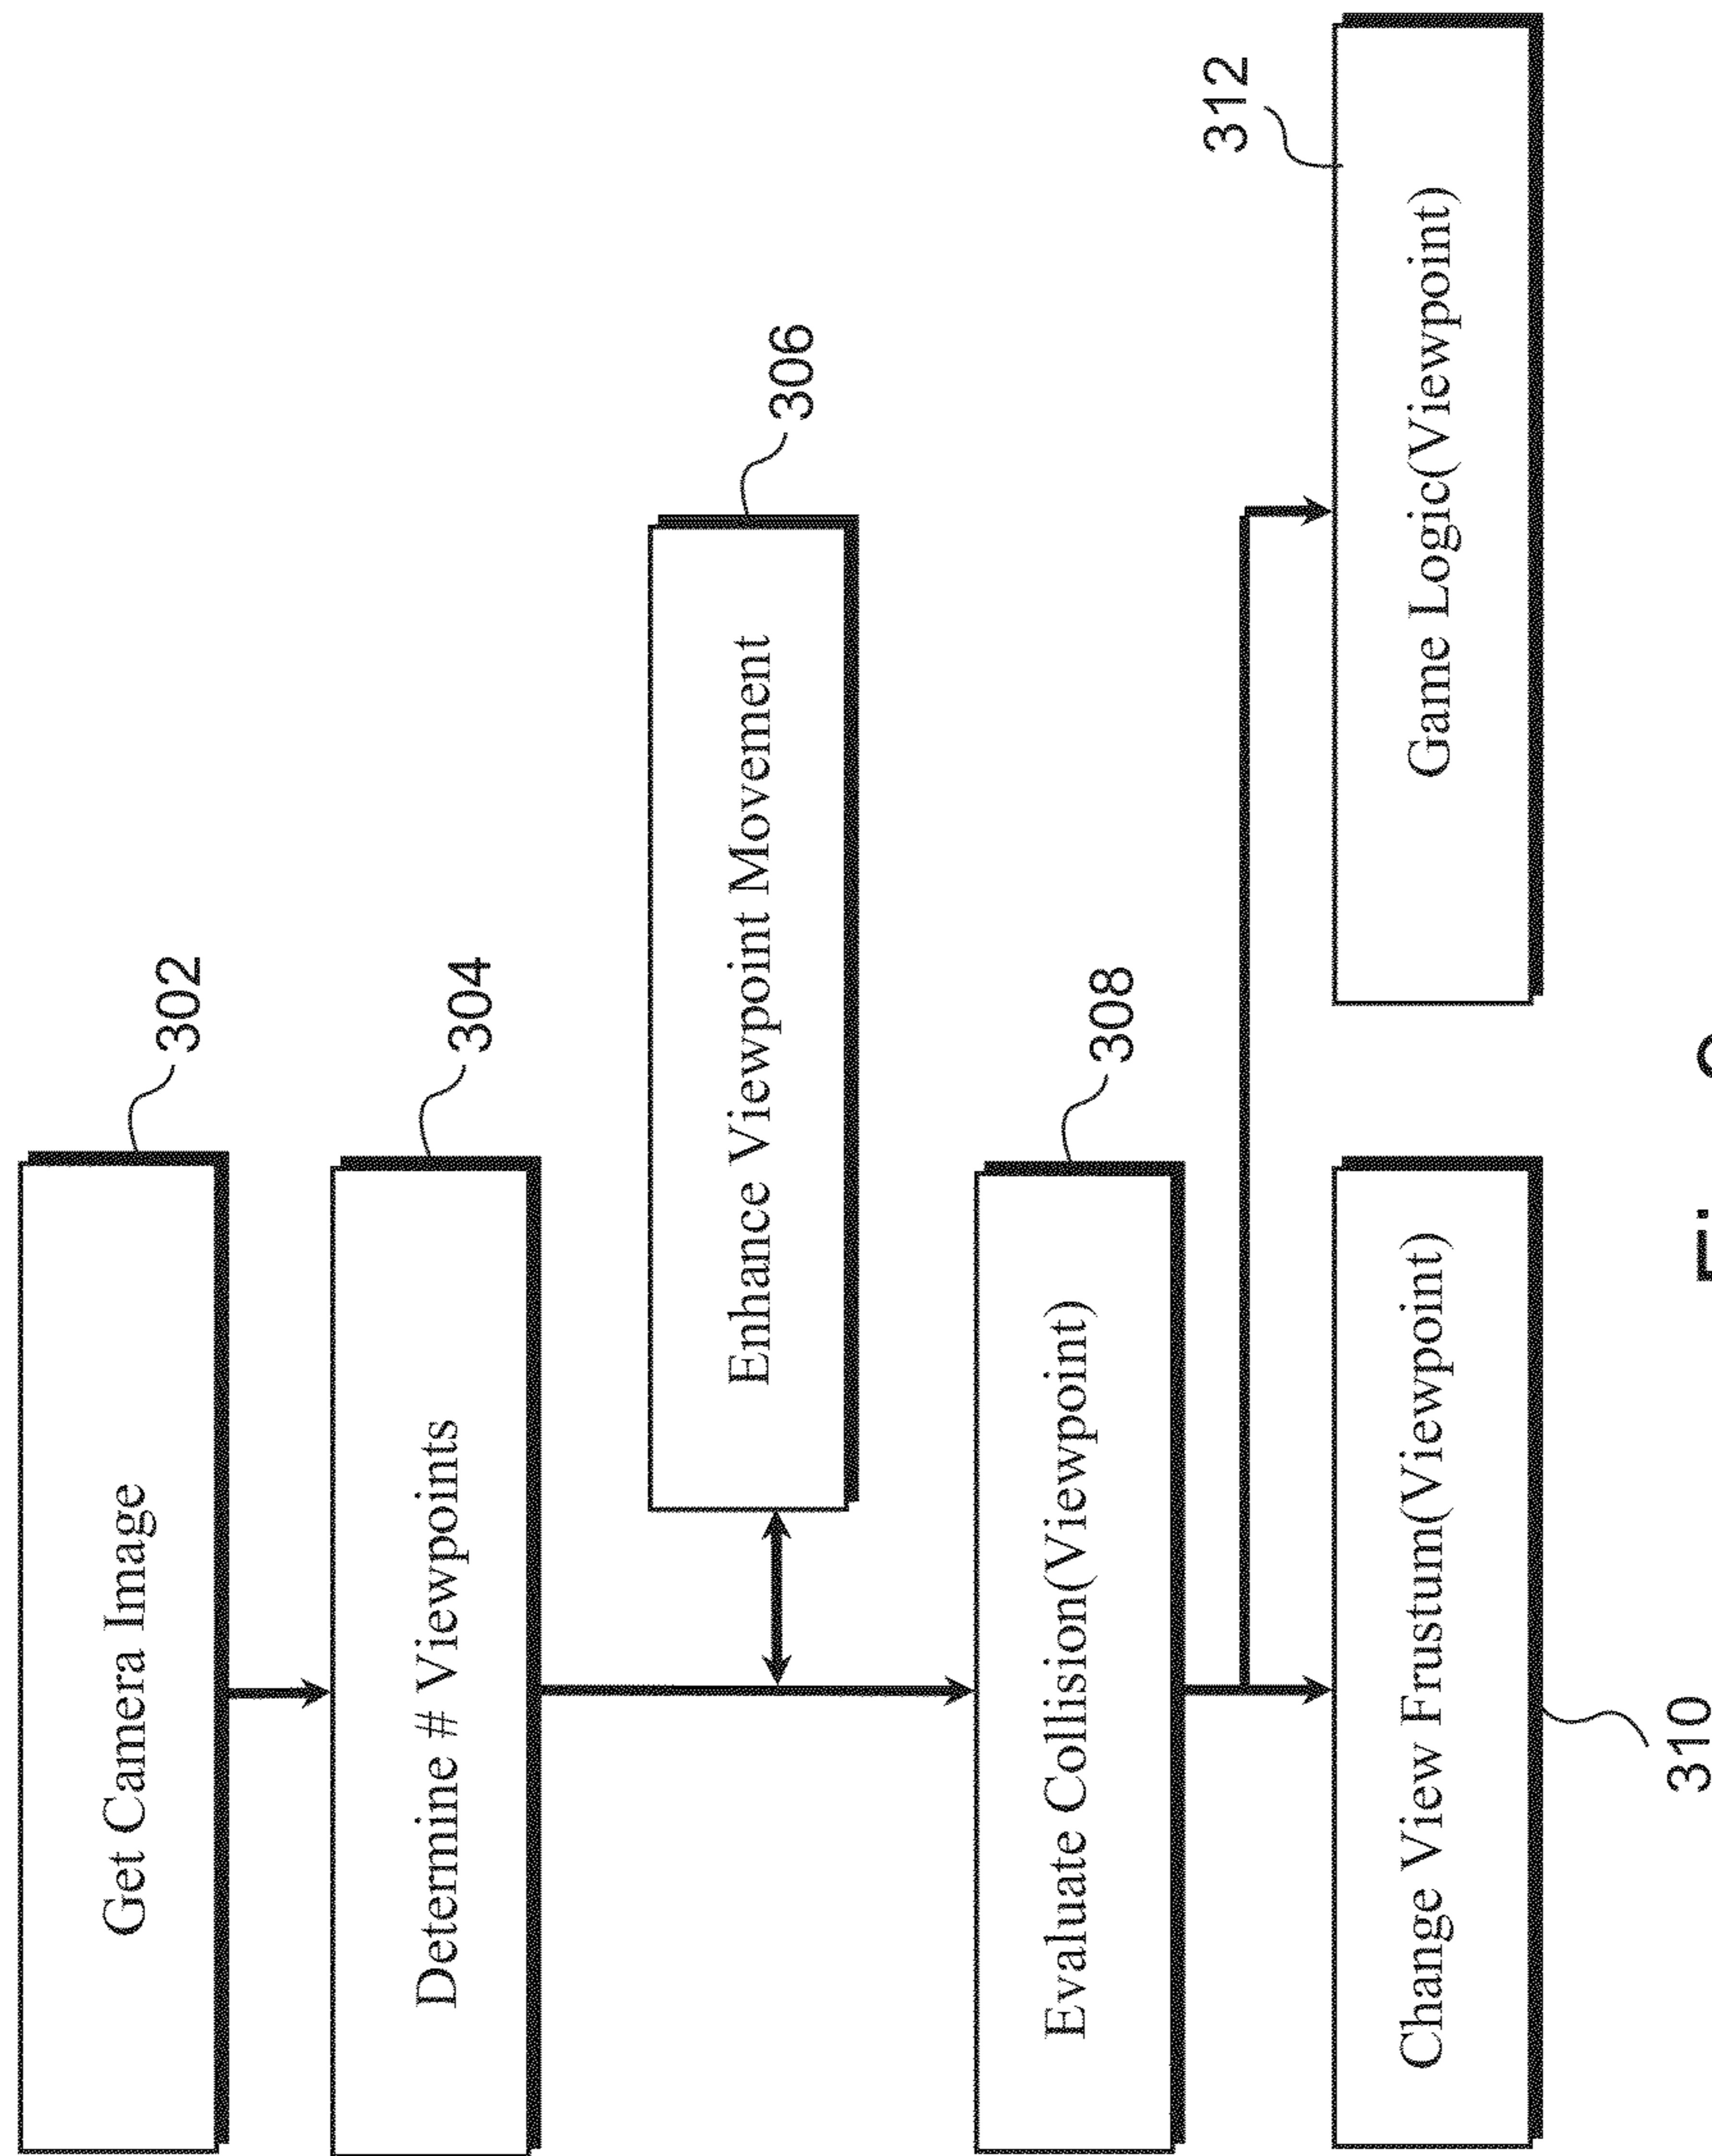 Get Camera Image
302
Determine # Viewpoints
304
Enhance Viewpoint Movement
306
Evaluate Collision(Viewpoint)
308
Change View Frustum(Viewpoint)
310
Game Logic(Viewpoint)
312